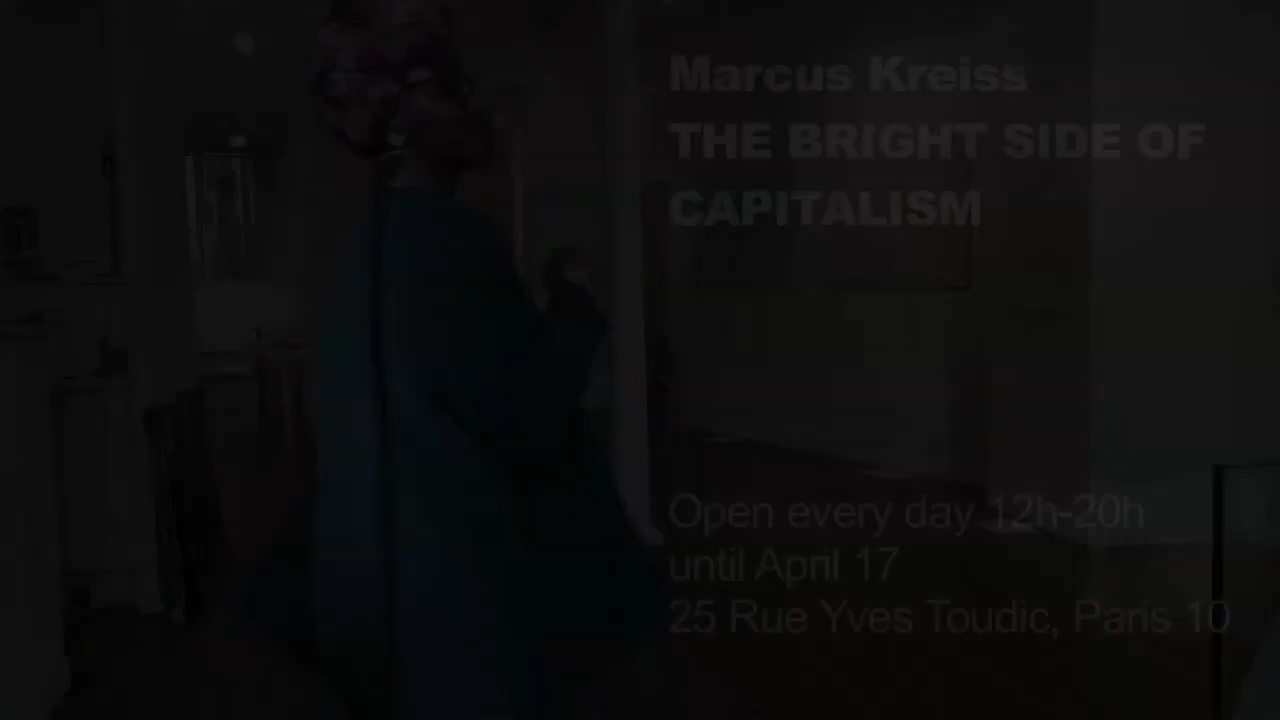 Marcus Kreiss
THE BRIGHT SIDE OF
CAPITALISM
Open every day 12h-20h
until April 17
25 Rue Yves Toudic, Paris 10